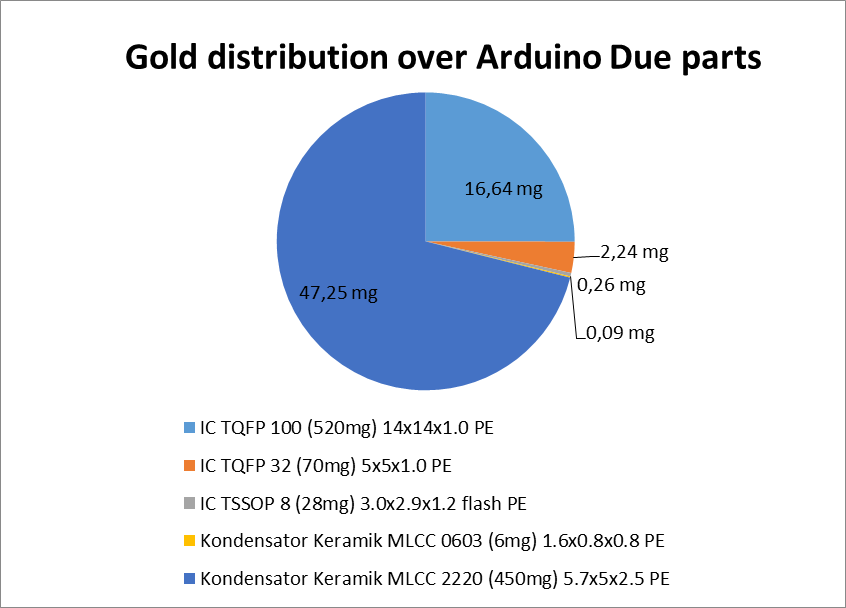 Gold distribution over Arduino Due parts
16,64 mg
2,24 mg
0,26 mg
47,25 mg
0,09 mg
IC TQFP 100 (520mg) 14x14x1.0 PE
IC TQFP 32 (70mg) 5x5x1.0 PE
IC TSSOP 8 (28mg) 3.0x2.9x1.2 flash PE
Kondensator Keramik MLCC 0603 (6mg) 1.6x0.8x0.8 PE
Kondensator Keramik MLCC 2220 (450mg) 5.7x5x2.5 PE